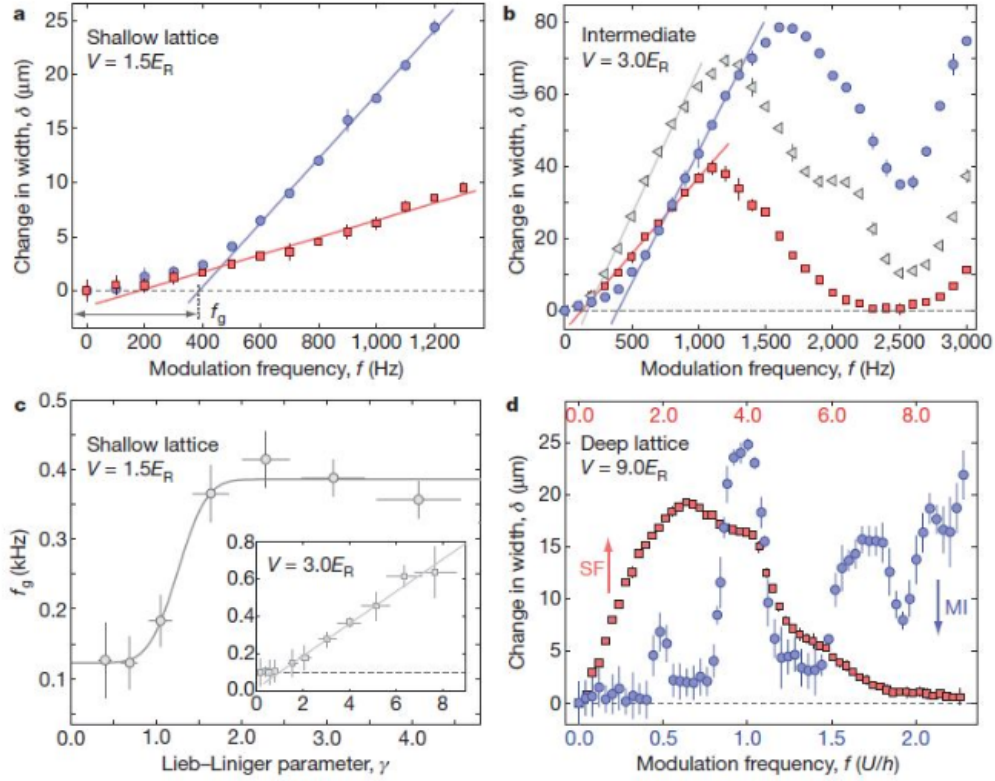 a
Shallow lattice
V = 1.5E_R
Change in width, δ (μm)
25
20
15
10
5
0
f_g
0 200 400 600 800 1,000 1,200
Modulation frequency, f (Hz)
b
Intermediate
V = 3.0E_R
Change in width, δ (μm)
80
60
40
20
0
0 500 1,000 1,500 2,000 2,500 3,000
Modulation frequency, f (Hz)
c
Shallow lattice
V = 1.5E_R
f_g (kHz)
0.5
0.4
0.3
0.2
0.1
V = 3.0E_R
0.8
0.6
0.4
0.2
0.0
0 2 4 6 8
0.0 1.0 2.0 3.0 4.0
Lieb–Liniger parameter, γ
d
0.0 2.0 4.0 6.0 8.0
Deep lattice
V = 9.0E_R
Change in width, δ (μm)
25
20
15
10
5
0
SF
MI
0.0 0.5 1.0 1.5 2.0
Modulation frequency, f (U/h)